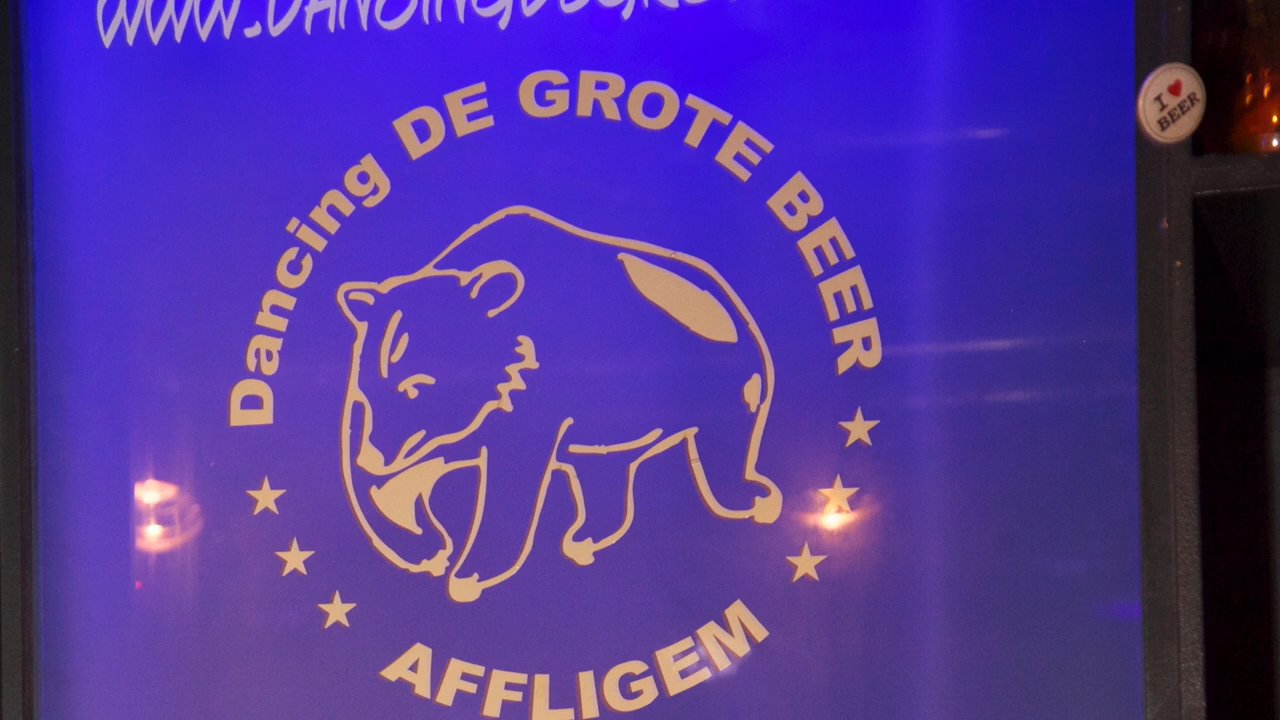 Dancing DE GROTE BEER
AFFLIGEM
I ♥
BEER